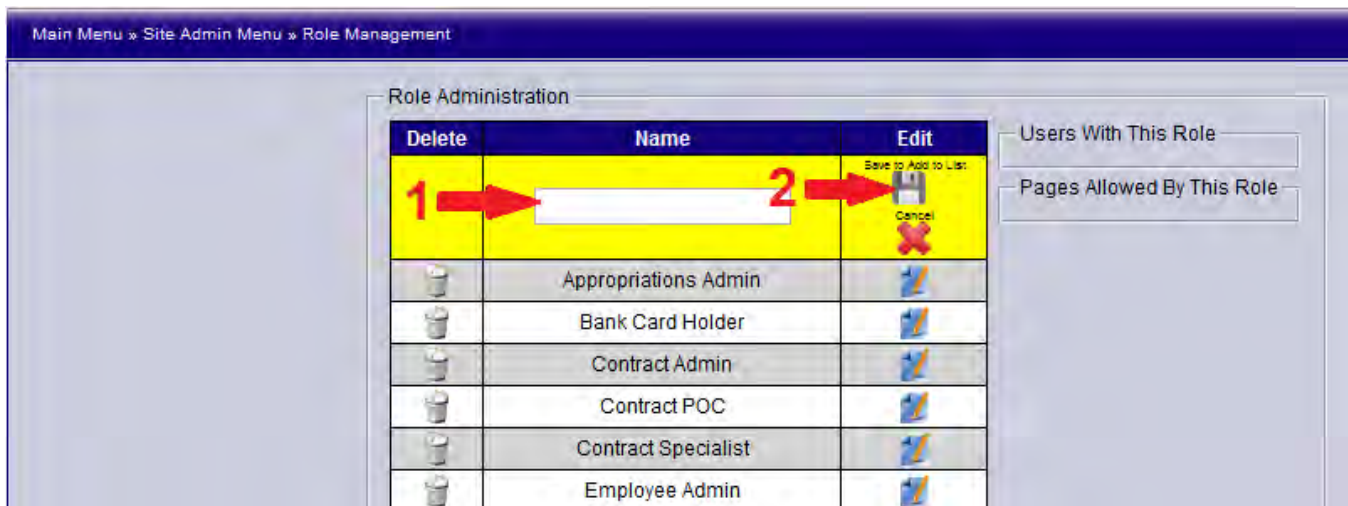 Main Menu » Site Admin Menu » Role Management
Role Administration
Delete Name Edit
Users With This Role
Save to Add to List
1 2
Pages Allowed By This Role
Cancel
Appropriations Admin
Bank Card Holder
Contract Admin
Contract POC
Contract Specialist
Employee Admin